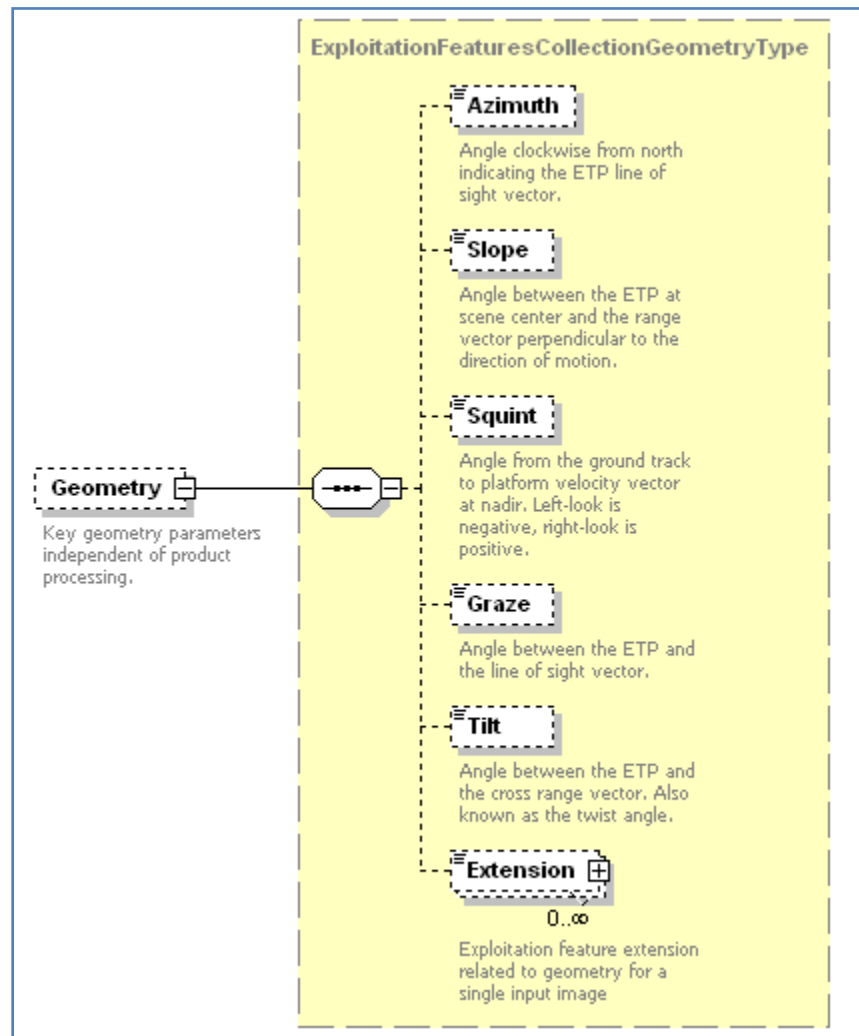 ExploitationFeaturesCollectionGeometryType
Azimuth
Angle clockwise from north
indicating the ETP line of
sight vector.
Slope
Angle between the ETP at
scene center and the range
vector perpendicular to the
direction of motion.
Squint
Angle from the ground track
to platform velocity vector
at nadir. Left-look is
negative, right-look is
positive.
Geometry
Key geometry parameters
independent of product
processing.
Graze
Angle between the ETP and
the line of sight vector.
Tilt
Angle between the ETP and
the cross range vector. Also
known as the twist angle.
Extension
0..∞
Exploitation feature extension
related to geometry for a
single input image